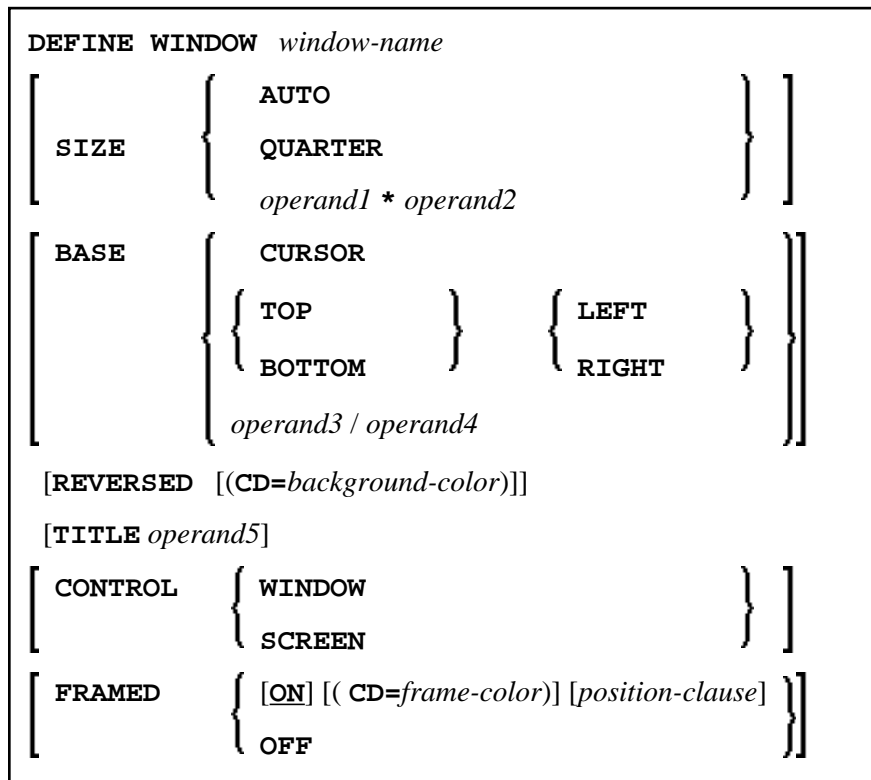 DEFINE WINDOW window-name
AUTO
SIZE QUARTER
operand1 * operand2
BASE CURSOR
TOP LEFT
BOTTOM RIGHT
operand3 / operand4
[REVERSED [(CD=background-color)]]
[TITLE operand5]
CONTROL WINDOW
SCREEN
FRAMED [ON] [( CD=frame-color)] [position-clause]
OFF